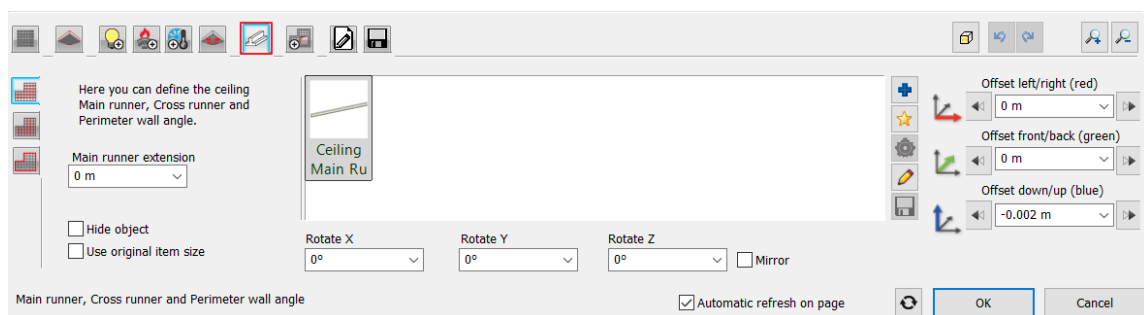 Here you can define the ceiling
Main runner, Cross runner and
Perimeter wall angle.
Main runner extension
0 m
Hide object
Use original item size
Ceiling
Main Ru
Rotate X
0°
Rotate Y
0°
Rotate Z
0°
Mirror
Offset left/right (red)
0 m
Offset front/back (green)
0 m
Offset down/up (blue)
-0.002 m
Main runner, Cross runner and Perimeter wall angle
Automatic refresh on page
OK
Cancel